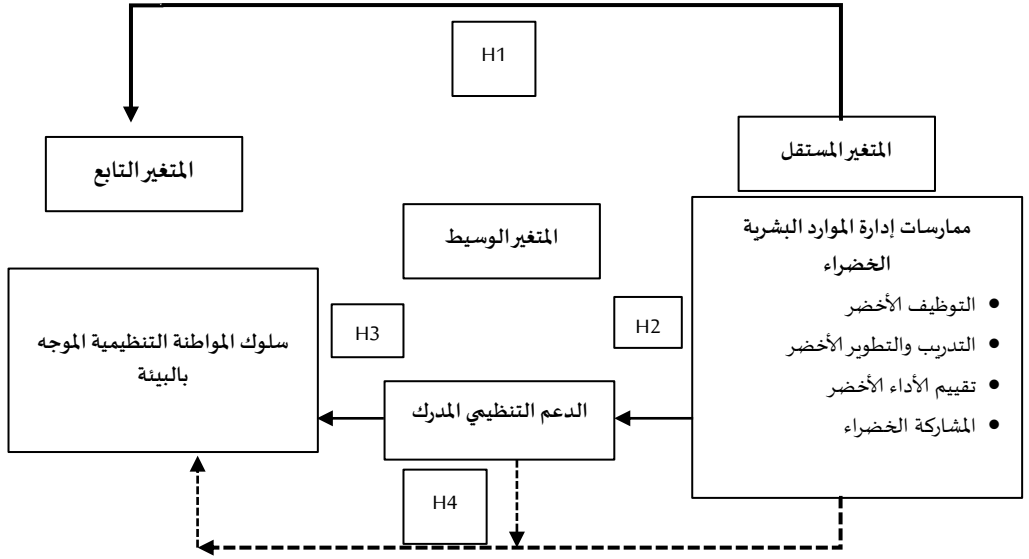 H1
المتغير المستقل
المتغير التابع
المتغير الوسيط
ممارسات إدارة الموارد البشرية
الخضراء
• التوظيف الأخضر
• التدريب والتطوير الأخضر
• تقييم الأداء الأخضر
• المشاركة الخضراء
H2
H3
سلوك المواطنة التنظيمية الموجه
بالبيئة
الدعم التنظيمي المدرك
H4